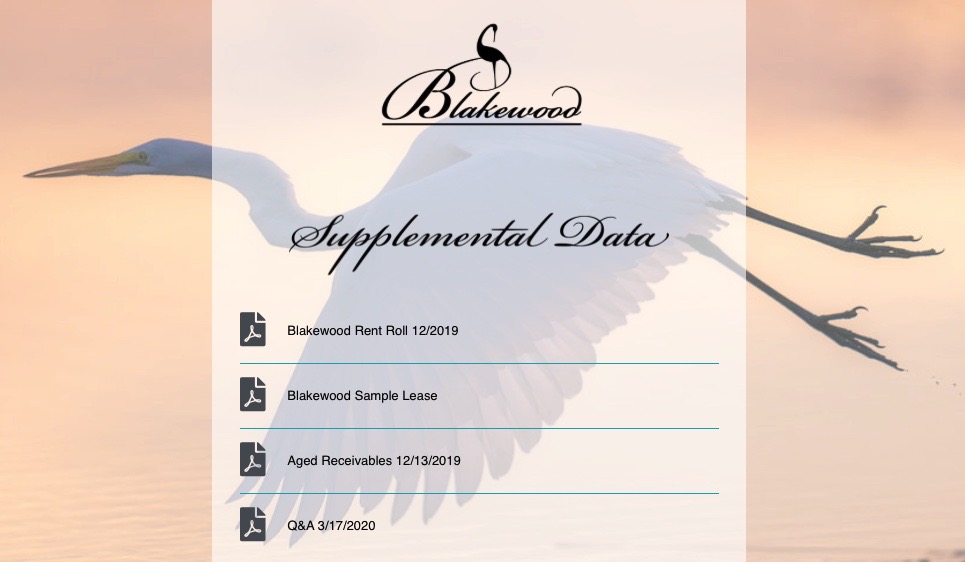 Blakewood
Supplemental Data
Blakewood Rent Roll 12/2019
Blakewood Sample Lease
Aged Receivables 12/13/2019
Q&A 3/17/2020